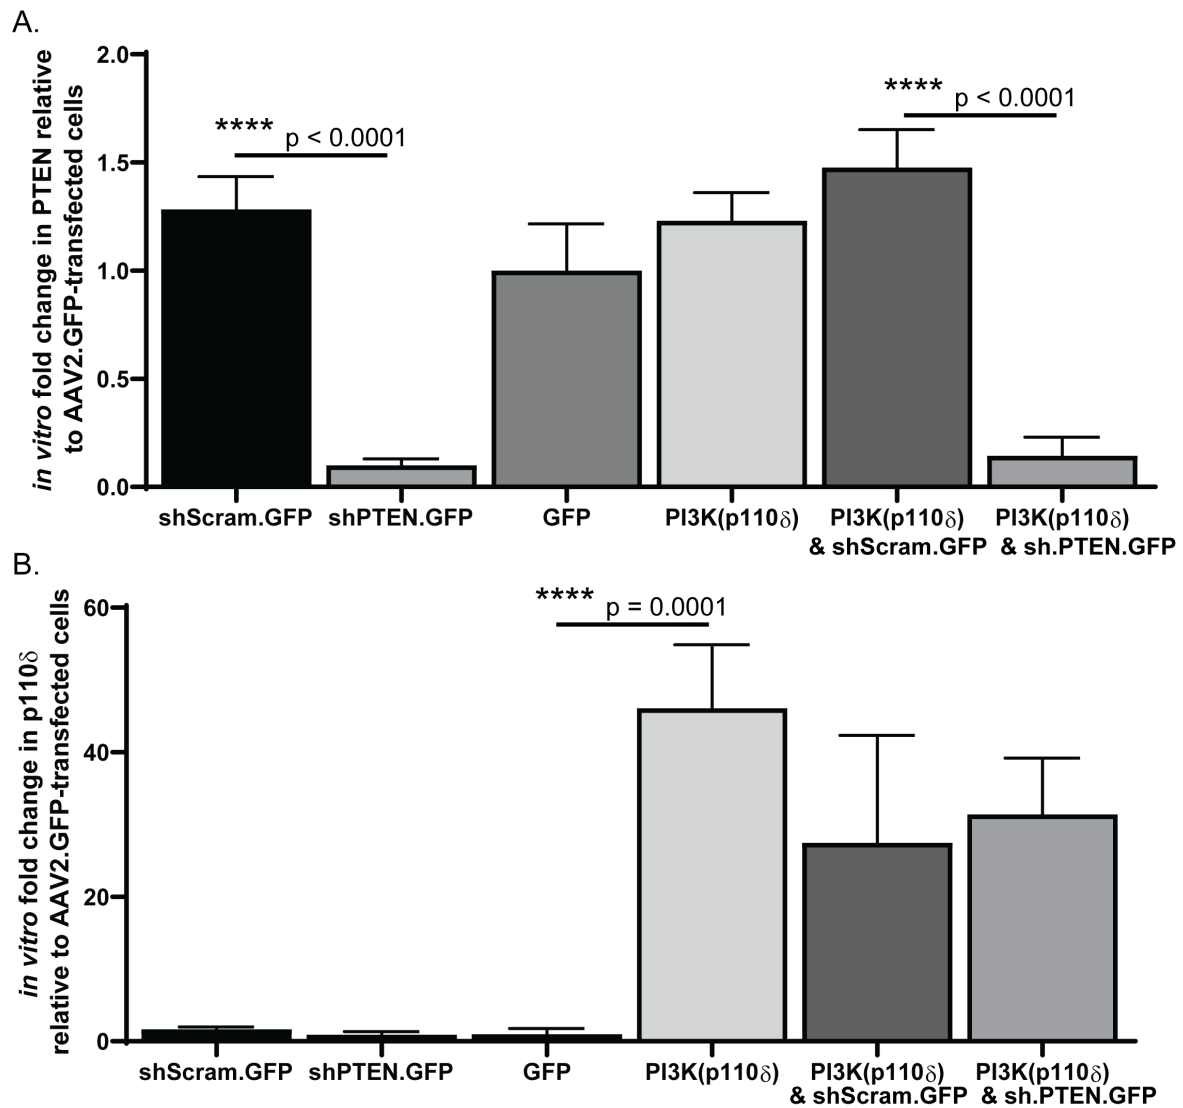 A.
in vitro fold change in PTEN relative
to AAV2.GFP-transfected cells
2.0
1.5
1.0
0.5
0.0
**** p < 0.0001
**** p < 0.0001
shScram.GFP
shPTEN.GFP
GFP
PI3K(p110δ)
PI3K(p110δ)
& shScram.GFP
PI3K(p110δ)
& sh.PTEN.GFP
B.
in vitro fold change in p110δ
relative to AAV2.GFP-transfected cells
60
40
20
0
**** p = 0.0001
shScram.GFP
shPTEN.GFP
GFP
PI3K(p110δ)
PI3K(p110δ)
& shScram.GFP
PI3K(p110δ)
& sh.PTEN.GFP